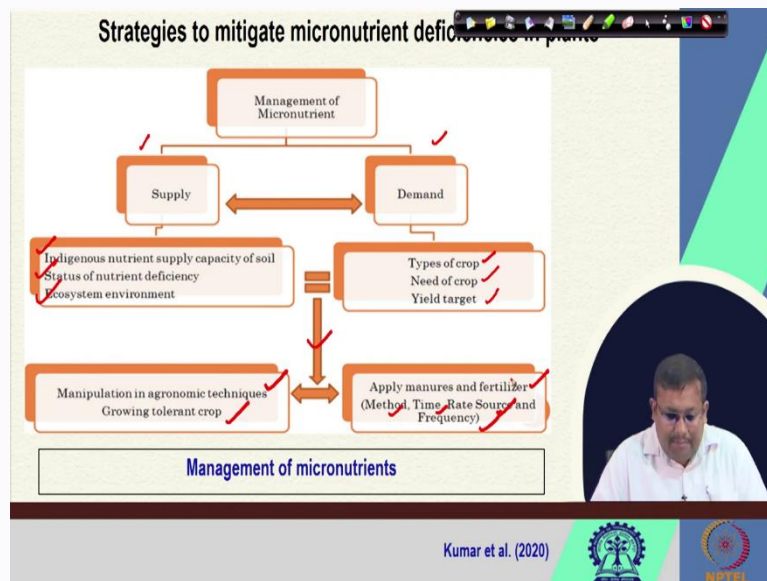 Strategies to mitigate micronutrient deficiencies in plants
Management of
Micronutrient
Supply
Demand
Indigenous nutrient supply capacity of soil
Status of nutrient deficiency
Ecosystem environment
Types of crop
Need of crop
Yield target
Manipulation in agronomic techniques
Growing tolerant crop
Apply manures and fertilizer
(Method, Time, Rate Source and
Frequency)
Management of micronutrients
Kumar et al. (2020)
NPTEL